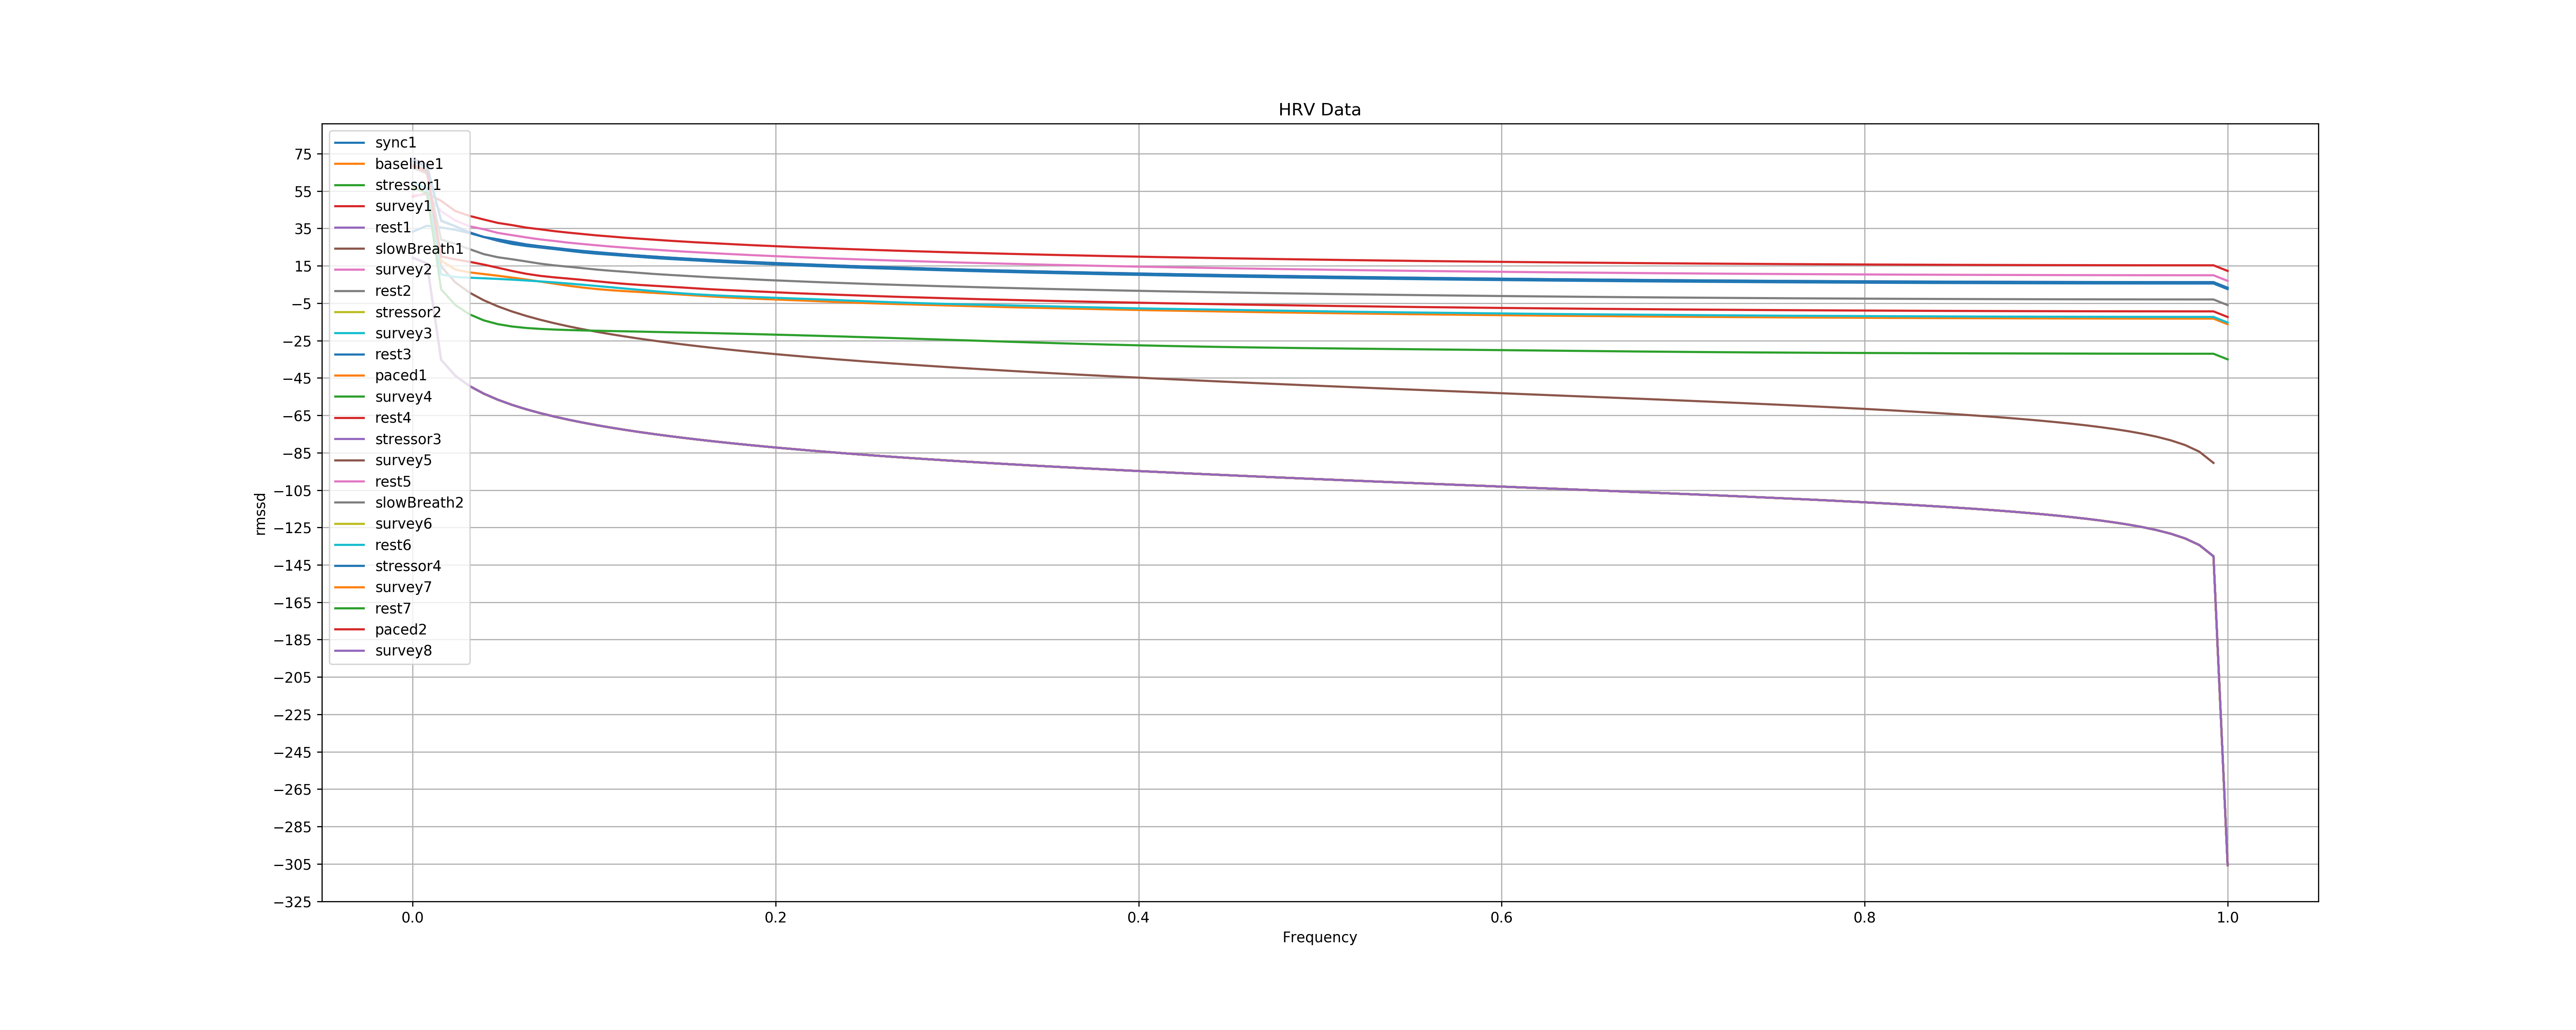 HRV Data
75
55
35
15
−5
−25
−45
−65
−85
−105
−125
−145
−165
−185
−205
−225
−245
−265
−285
−305
−325
rmssd
sync1
baseline1
stressor1
survey1
rest1
slowBreath1
survey2
rest2
stressor2
survey3
rest3
paced1
survey4
rest4
stressor3
survey5
rest5
slowBreath2
survey6
rest6
stressor4
survey7
rest7
paced2
survey8
0.0 0.2 0.4 0.6 0.8 1.0
Frequency